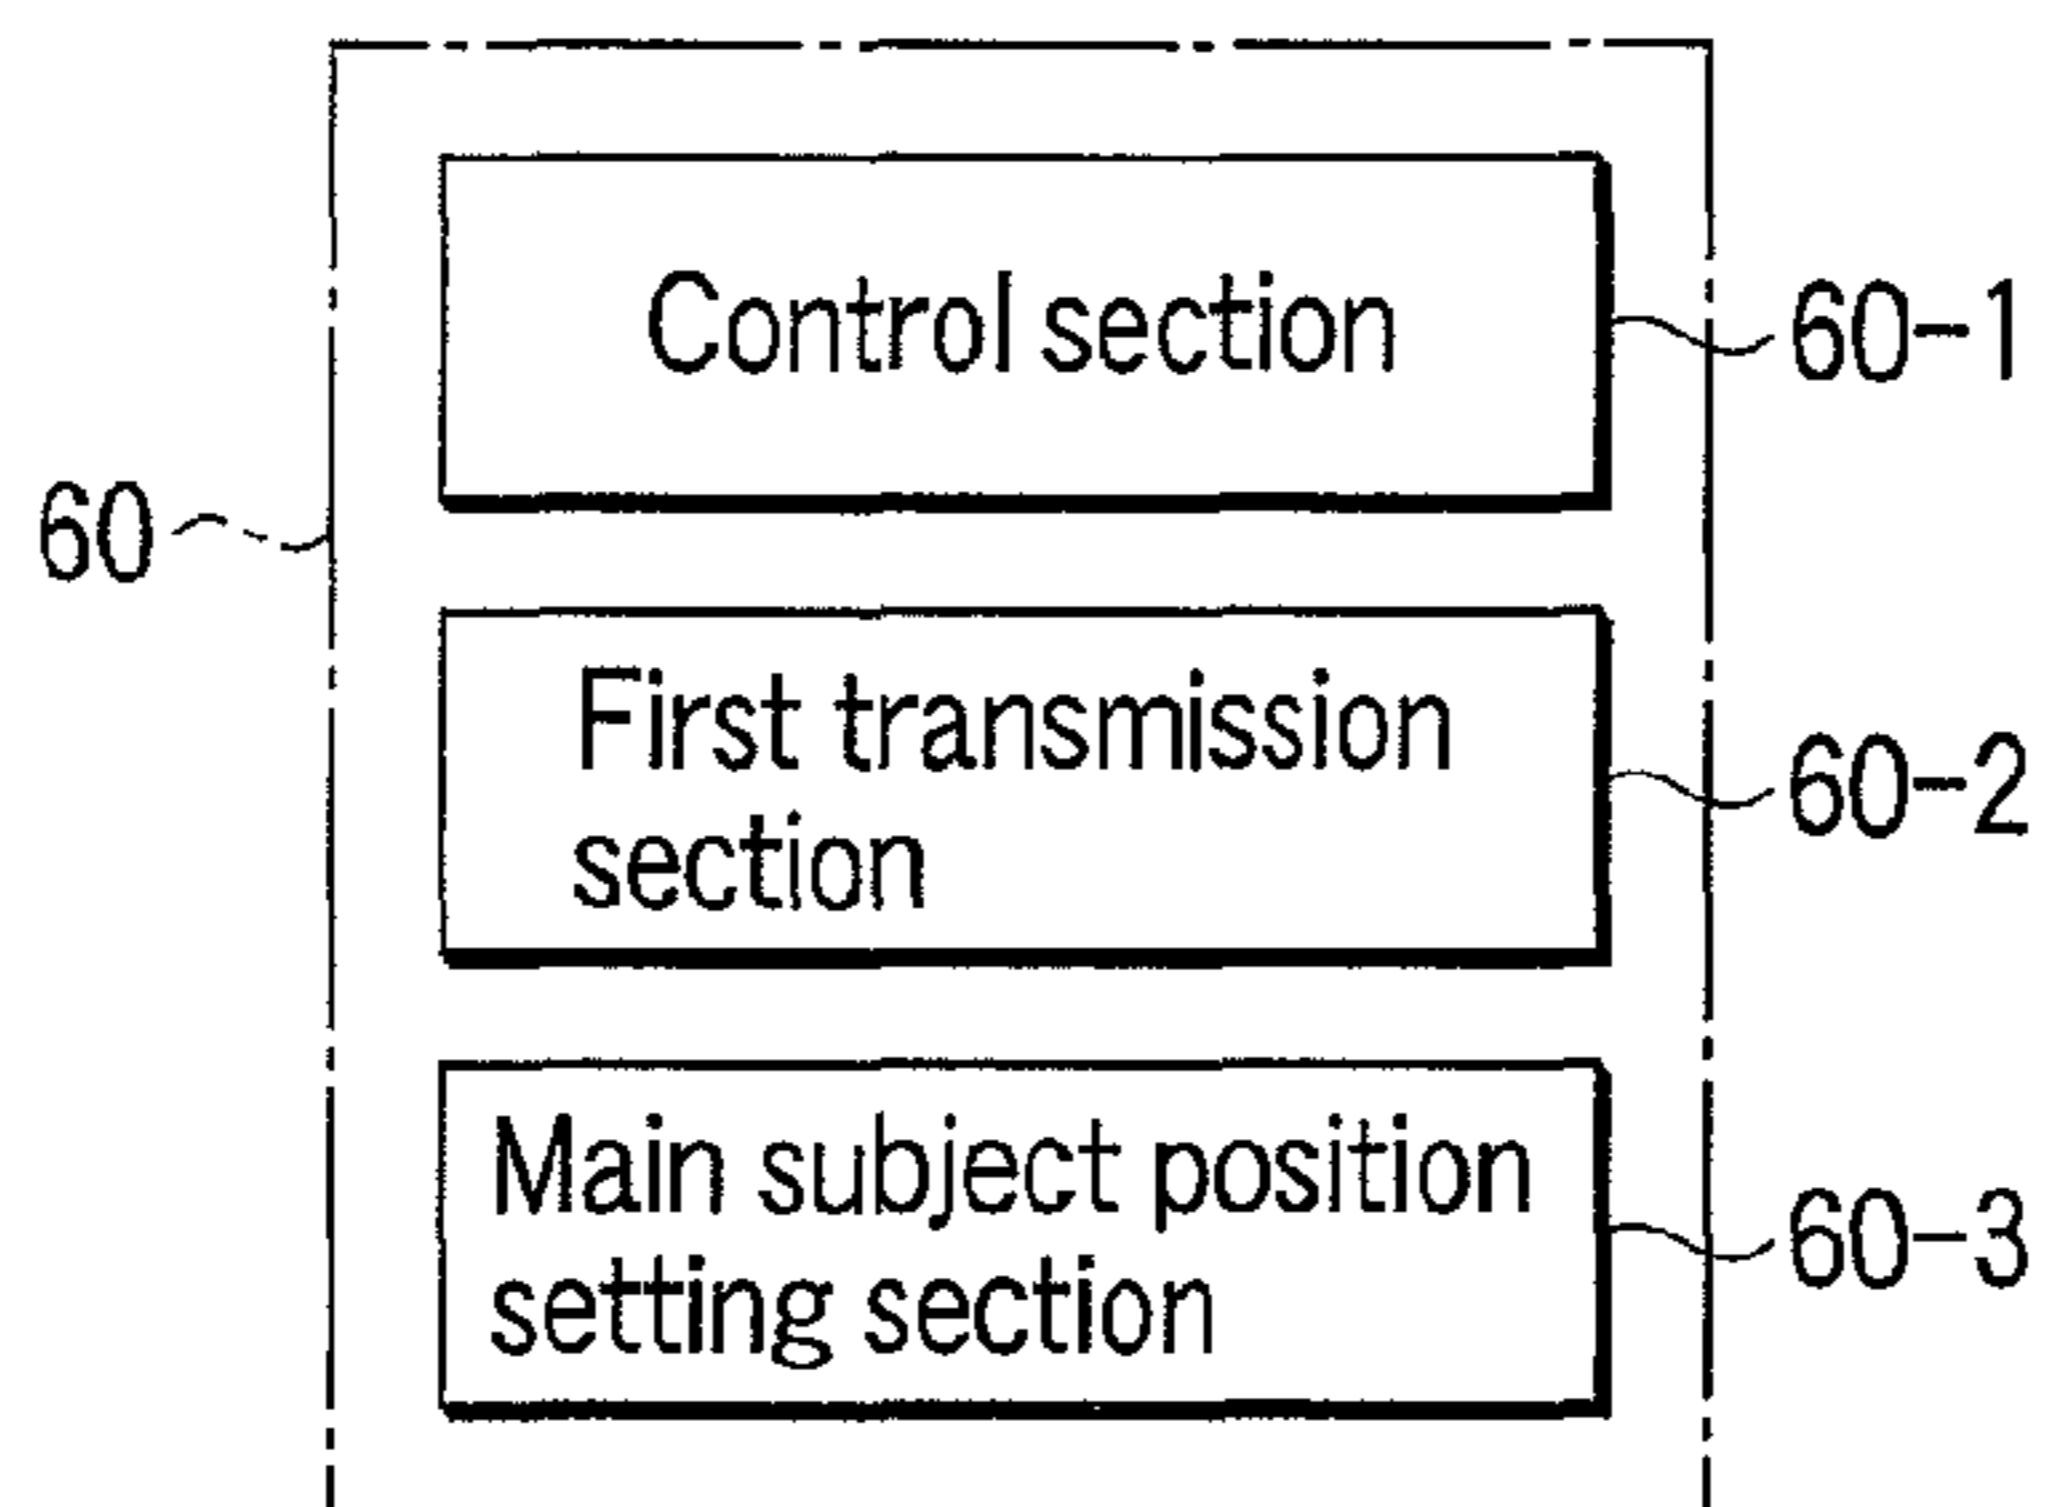 Control section
60-1
60
First transmission
section
60-2
Main subject position
setting section
60-3